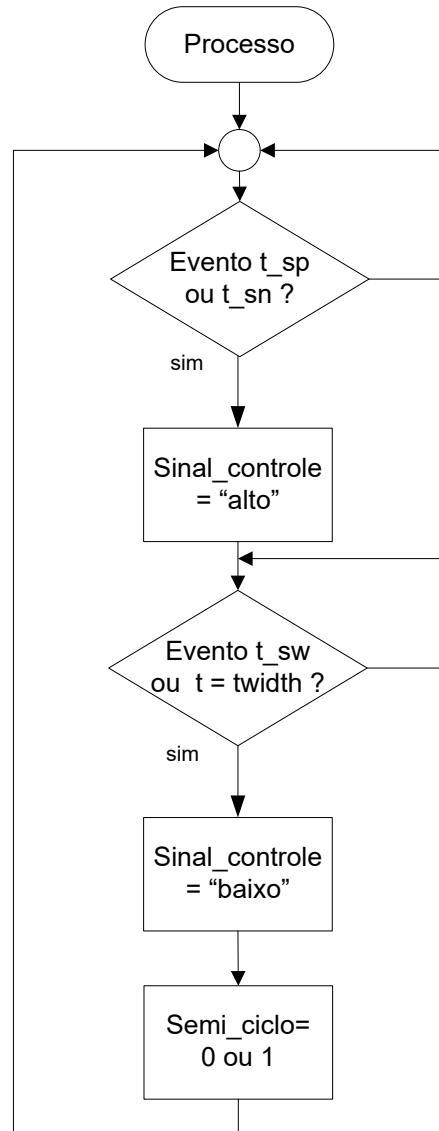 Processo
Evento t_sp
ou t_sn ?
sim
Sinal_controle
= “alto”
Evento t_sw
ou t = twidth ?
sim
Sinal_controle
= “baixo”
Semi_ciclo=
0 ou 1